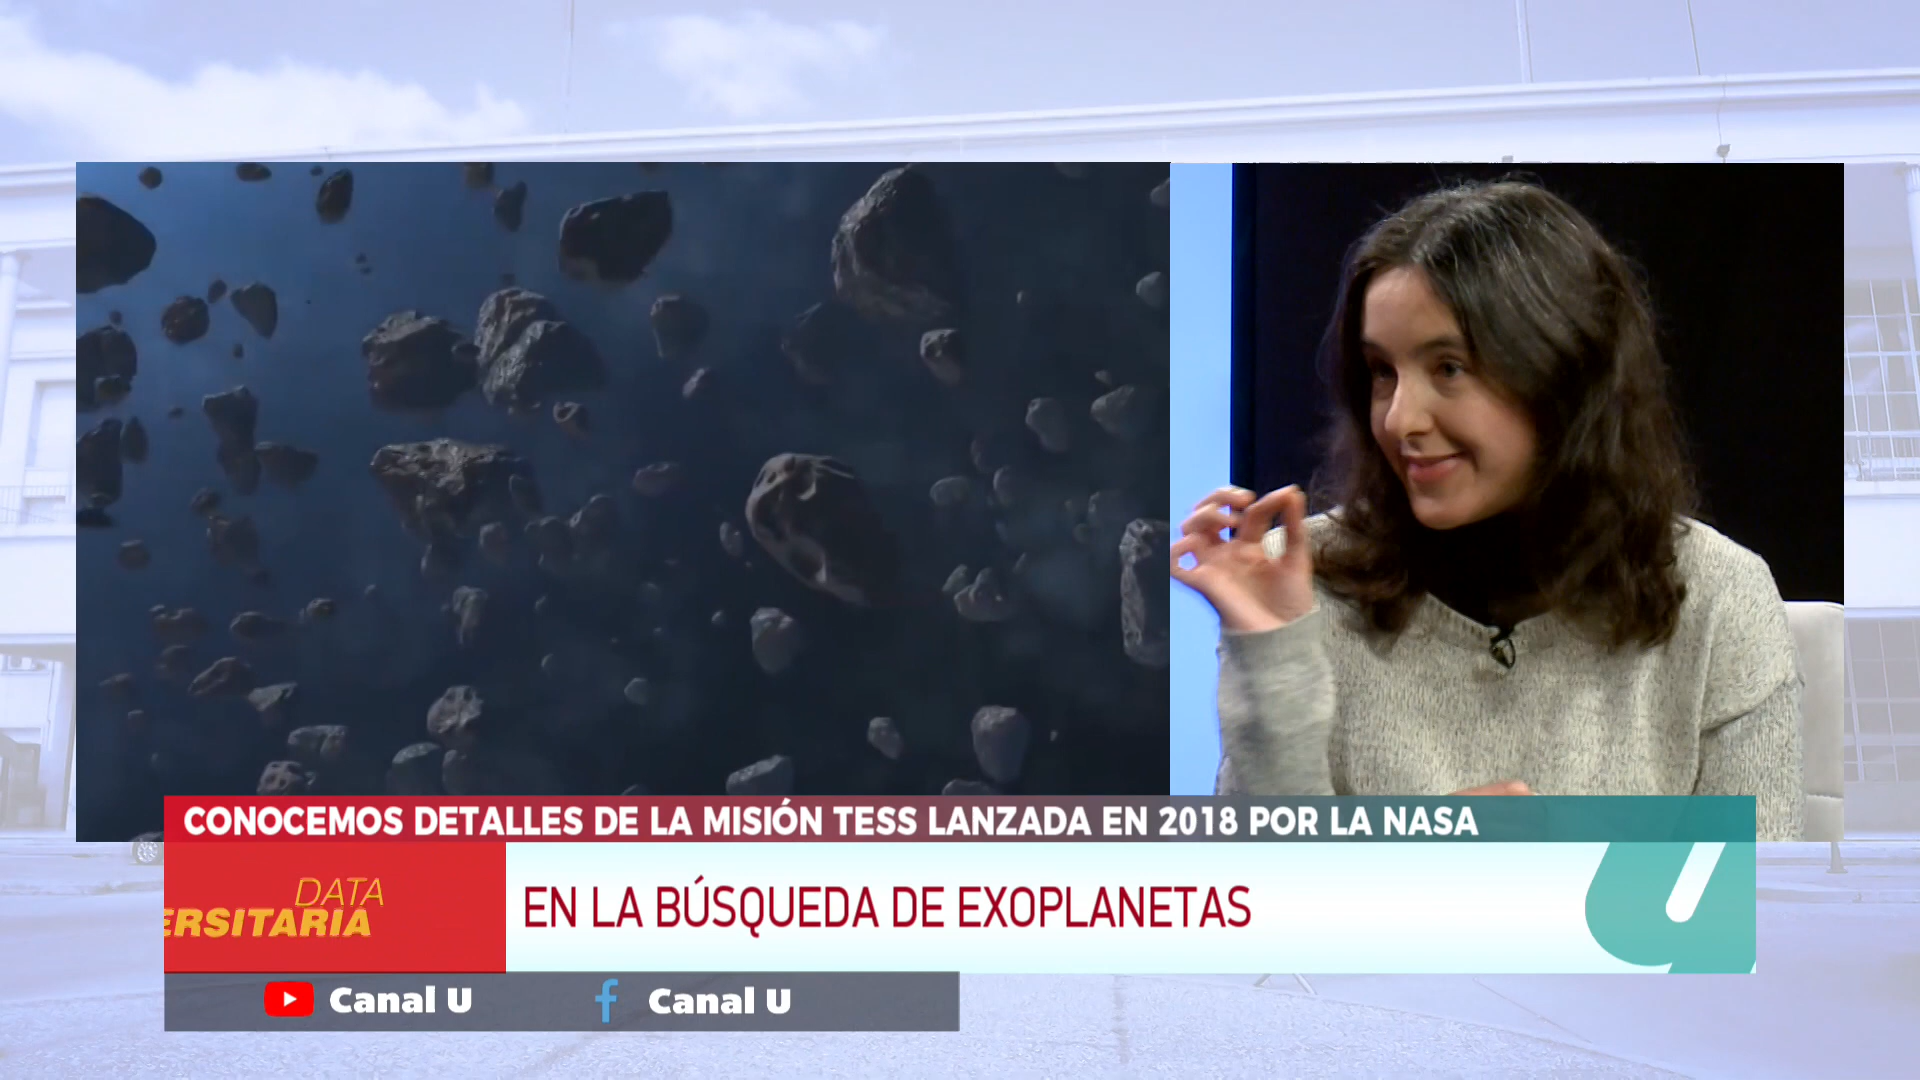 CONOCEMOS DETALLES DE LA MISIÓN TESS LANZADA EN 2018 POR LA NASA
DATA
ERSITARIA
EN LA BÚSQUEDA DE EXOPLANETAS
Canal U
Canal U